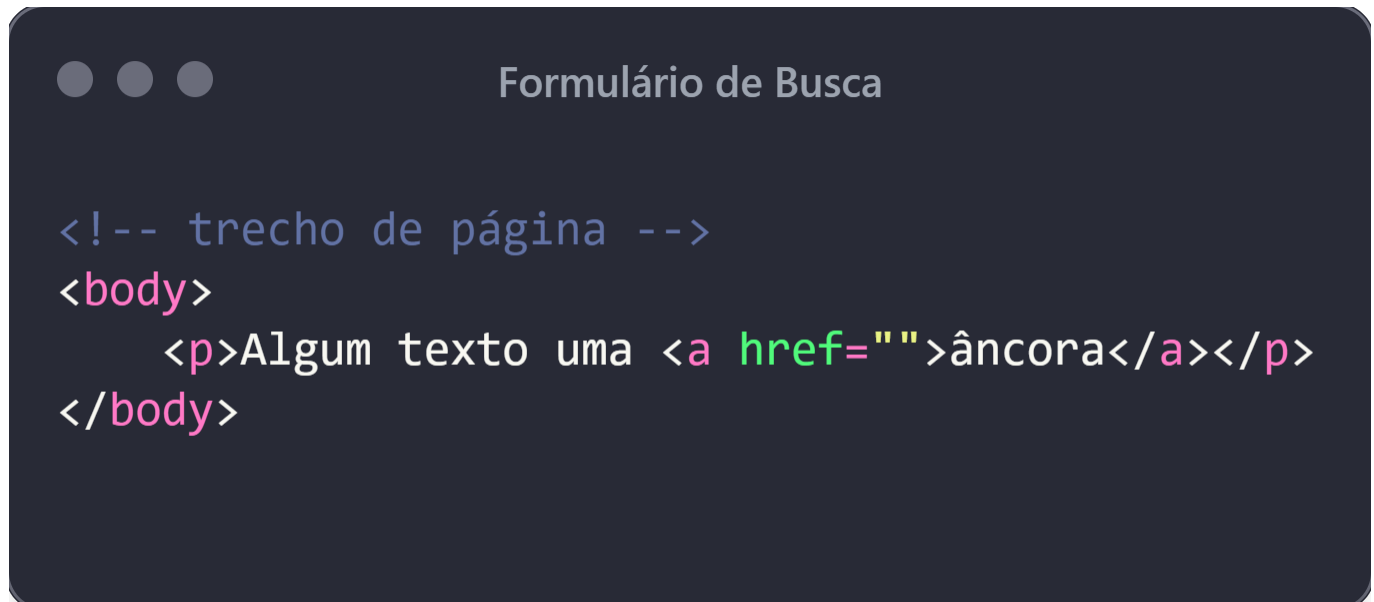 Formulário de Busca
<!-- trecho de página -->
<body>
    <p>Algum texto uma <a href="">âncora</a></p>
</body>